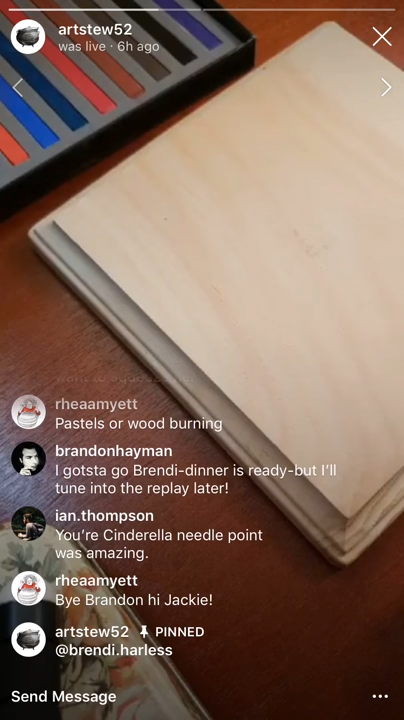 artstew52
was live · 6h ago
rheaamyett
Pastels or wood burning
brandonhayman
I gotsta go Brendi-dinner is ready-but I'll
tune into the replay later!
ian.thompson
You're Cinderella needle point
was amazing.
rheaamyett
Bye Brandon hi Jackie!
artstew52 PINNED
@brendi.harless
Send Message